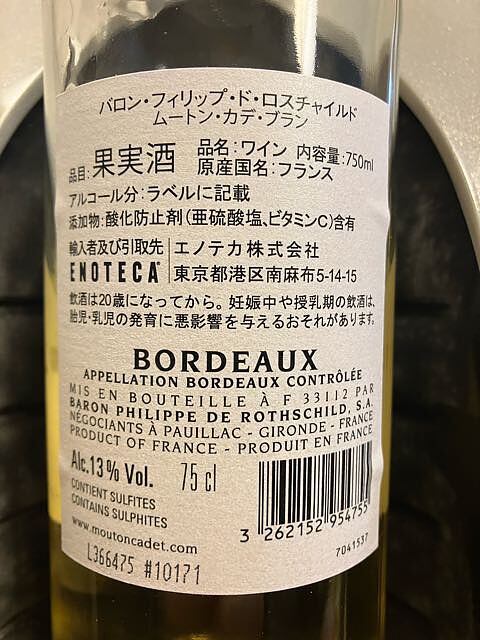 バロン・フィリップ・ド・ロスチャイルド
ムートン・カデ・ブラン
品目:果実酒 品名:ワイン 内容量:750ml
原産国名:フランス
アルコール分:ラベルに記載
添加物:酸化防止剤(亜硫酸塩、ビタミンC)含有
輸入者及び引取先 エノテカ株式会社
ENOTECA 東京都港区南麻布5-14-15
飲酒は20歳になってから。妊娠中や授乳期の飲酒は、
胎児・乳児の発育に悪影響を与えるおそれがあります。
BORDEAUX
APPELLATION BORDEAUX CONTRÔLÉE
MIS EN BOUTEILLE À F 33112 PAR
BARON PHILIPPE DE ROTHSCHILD, S.A.
NÉGOCIANTS À PAUILLAC - GIRONDE - FRANCE
PRODUCT OF FRANCE - PRODUIT EN FRANCE
Alc.13% Vol. 75 cl
CONTIENT SULFITES
CONTAINS SULPHITES
www.moutoncadet.com
3 262152 954755
7041537
L366475 #10171